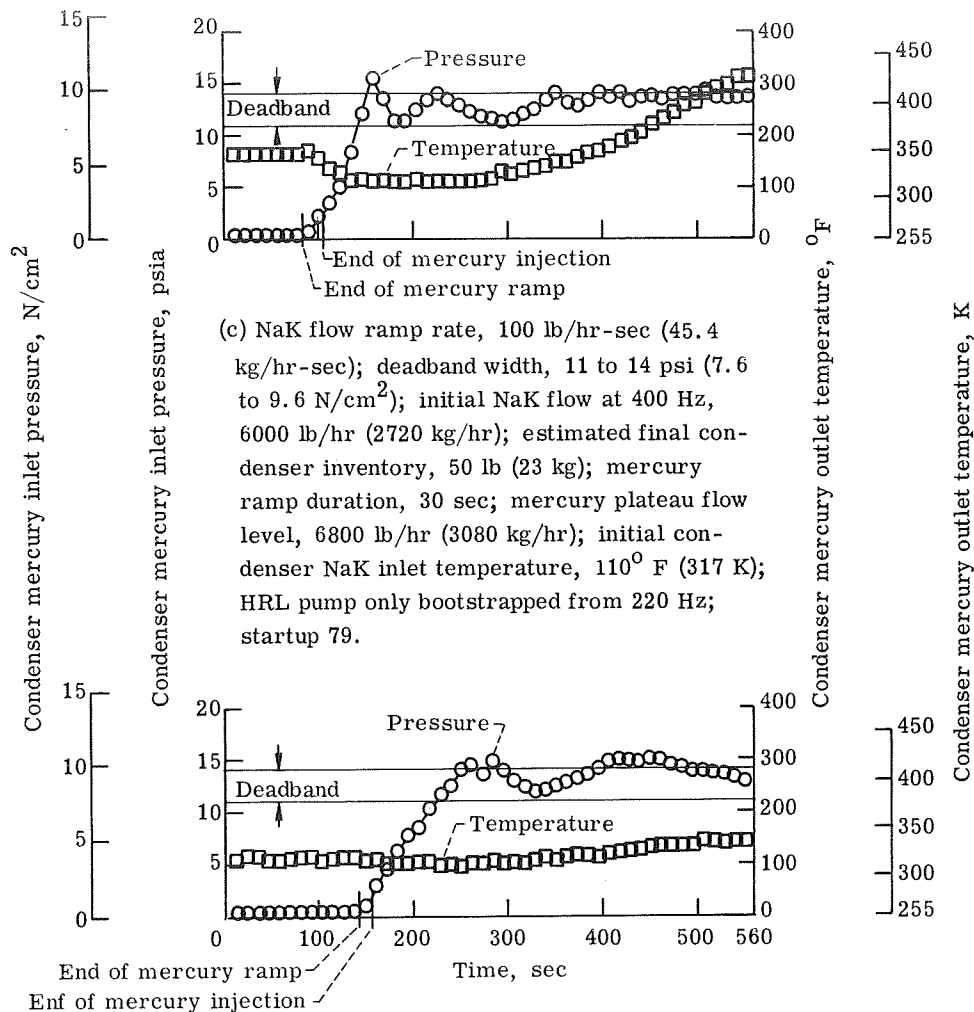 Condenser mercury inlet pressure, N/cm²
15
10
5
0
Condenser mercury inlet pressure, psia
20
15
10
5
0
Pressure
Deadband
Temperature
End of mercury injection
End of mercury ramp
400
300
200
100
0
Condenser mercury outlet temperature, °F
450
400
350
300
255
Condenser mercury outlet temperature, K
(c) NaK flow ramp rate, 100 lb/hr-sec (45.4
kg/hr-sec); deadband width, 11 to 14 psi (7.6
to 9.6 N/cm²); initial NaK flow at 400 Hz,
6000 lb/hr (2720 kg/hr); estimated final con-
denser inventory, 50 lb (23 kg); mercury
ramp duration, 30 sec; mercury plateau flow
level, 6800 lb/hr (3080 kg/hr); initial con-
denser NaK inlet temperature, 110° F (317 K);
HRL pump only bootstrapped from 220 Hz;
startup 79.
15
10
5
0
20
15
10
5
0
Pressure
Deadband
Temperature
400
300
200
100
0
450
400
350
300
255
0 100 200 300 400 500 560
Time, sec
End of mercury ramp
Enf of mercury injection